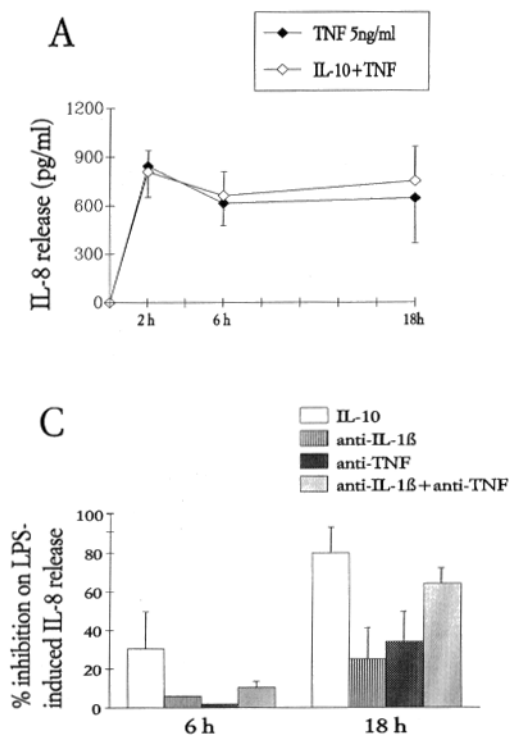 A
TNF 5ng/ml
IL-10+TNF
IL-8 release (pg/ml)
1200
900
600
300
0
2 h
6 h
18h
C
IL-10
anti-IL-1ß
anti-TNF
anti-IL-1ß+anti-TNF
% inhibition on LPS-
induced IL-8 release
100
80
60
40
20
0
6 h
18 h